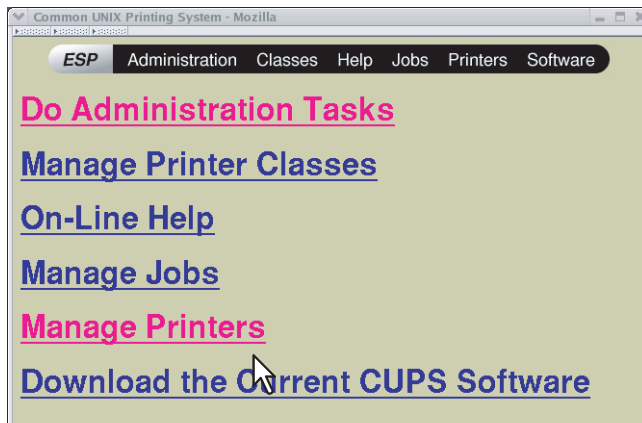 Common UNIX Printing System - Mozilla
ESP Administration Classes Help Jobs Printers Software
Do Administration Tasks
Manage Printer Classes
On-Line Help
Manage Jobs
Manage Printers
Download the Current CUPS Software